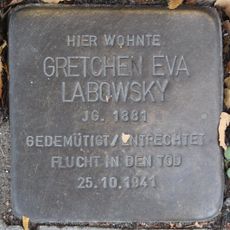 HIER WOHNTE
GRETCHEN EVA
LABOWSKY
JG. 1881
GEDEMÜTIGT/ENTRECHTET
FLUCHT IN DEN TOD
25.10.1941